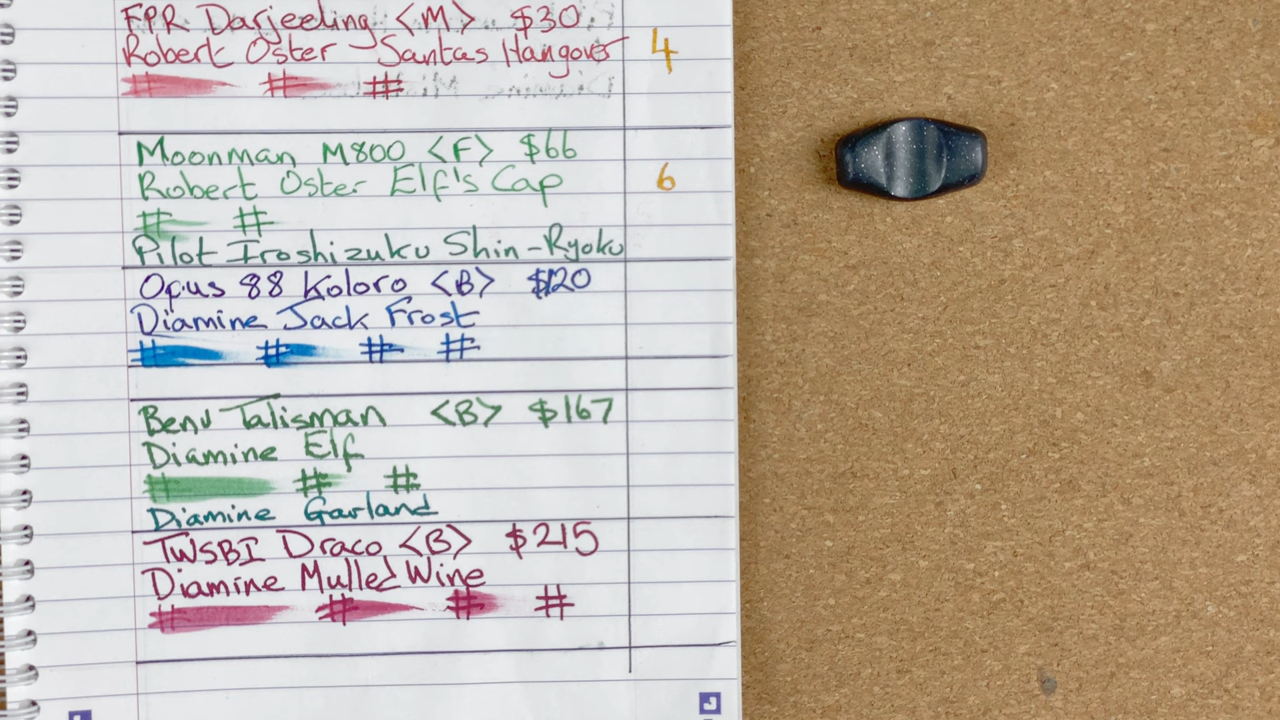 FPR Darjeeling <M> $30
Robert Oster Santas Hangover
4
# # #
Moonman M800 <F> $66
Robert Oster Elf's Cap
6
# #
Pilot Iroshizuku Shin-Ryoku
Opus 88 Koloro <B> $120
Diamine Jack Frost
# # # #
Benu Talisman <B> $167
Diamine Elf
# # #
Diamine Garland
TWSBI Draco <B> $215
Diamine Mulled Wine
# # # #